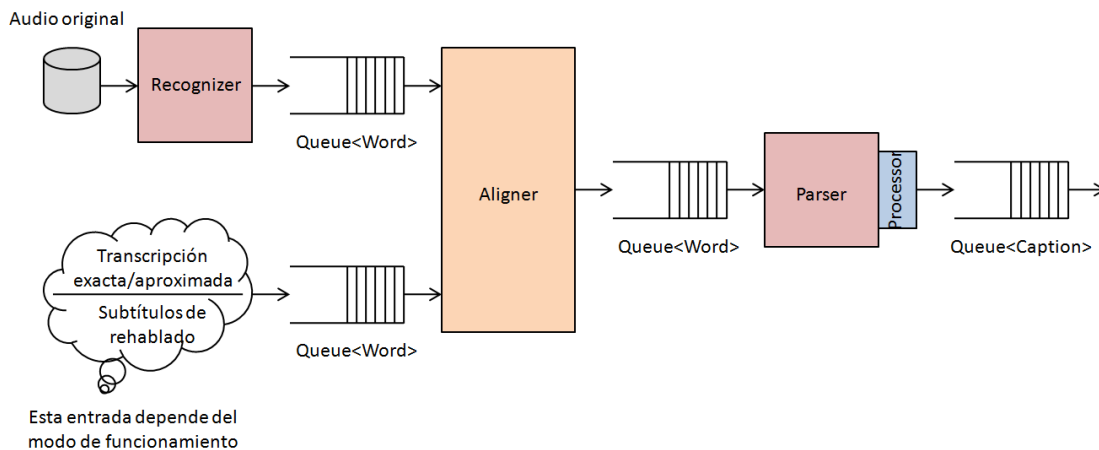 Audio original
Recognizer
Queue<Word>
Aligner
Queue<Word>
Parser
Processor
Queue<Caption>
Transcripción
exacta/aproximada
Subtítulos de
rehablado
Queue<Word>
Esta entrada depende del
modo de funcionamiento